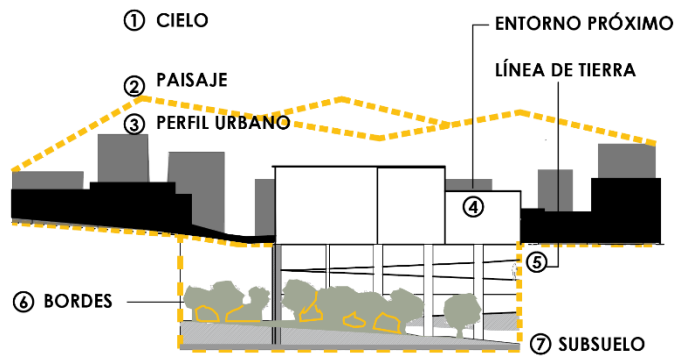 ① CIELO
② PAISAJE
③ PERFIL URBANO
ENTORNO PRÓXIMO
④
LÍNEA DE TIERRA
⑤
⑥ BORDES
⑦ SUBSUELO